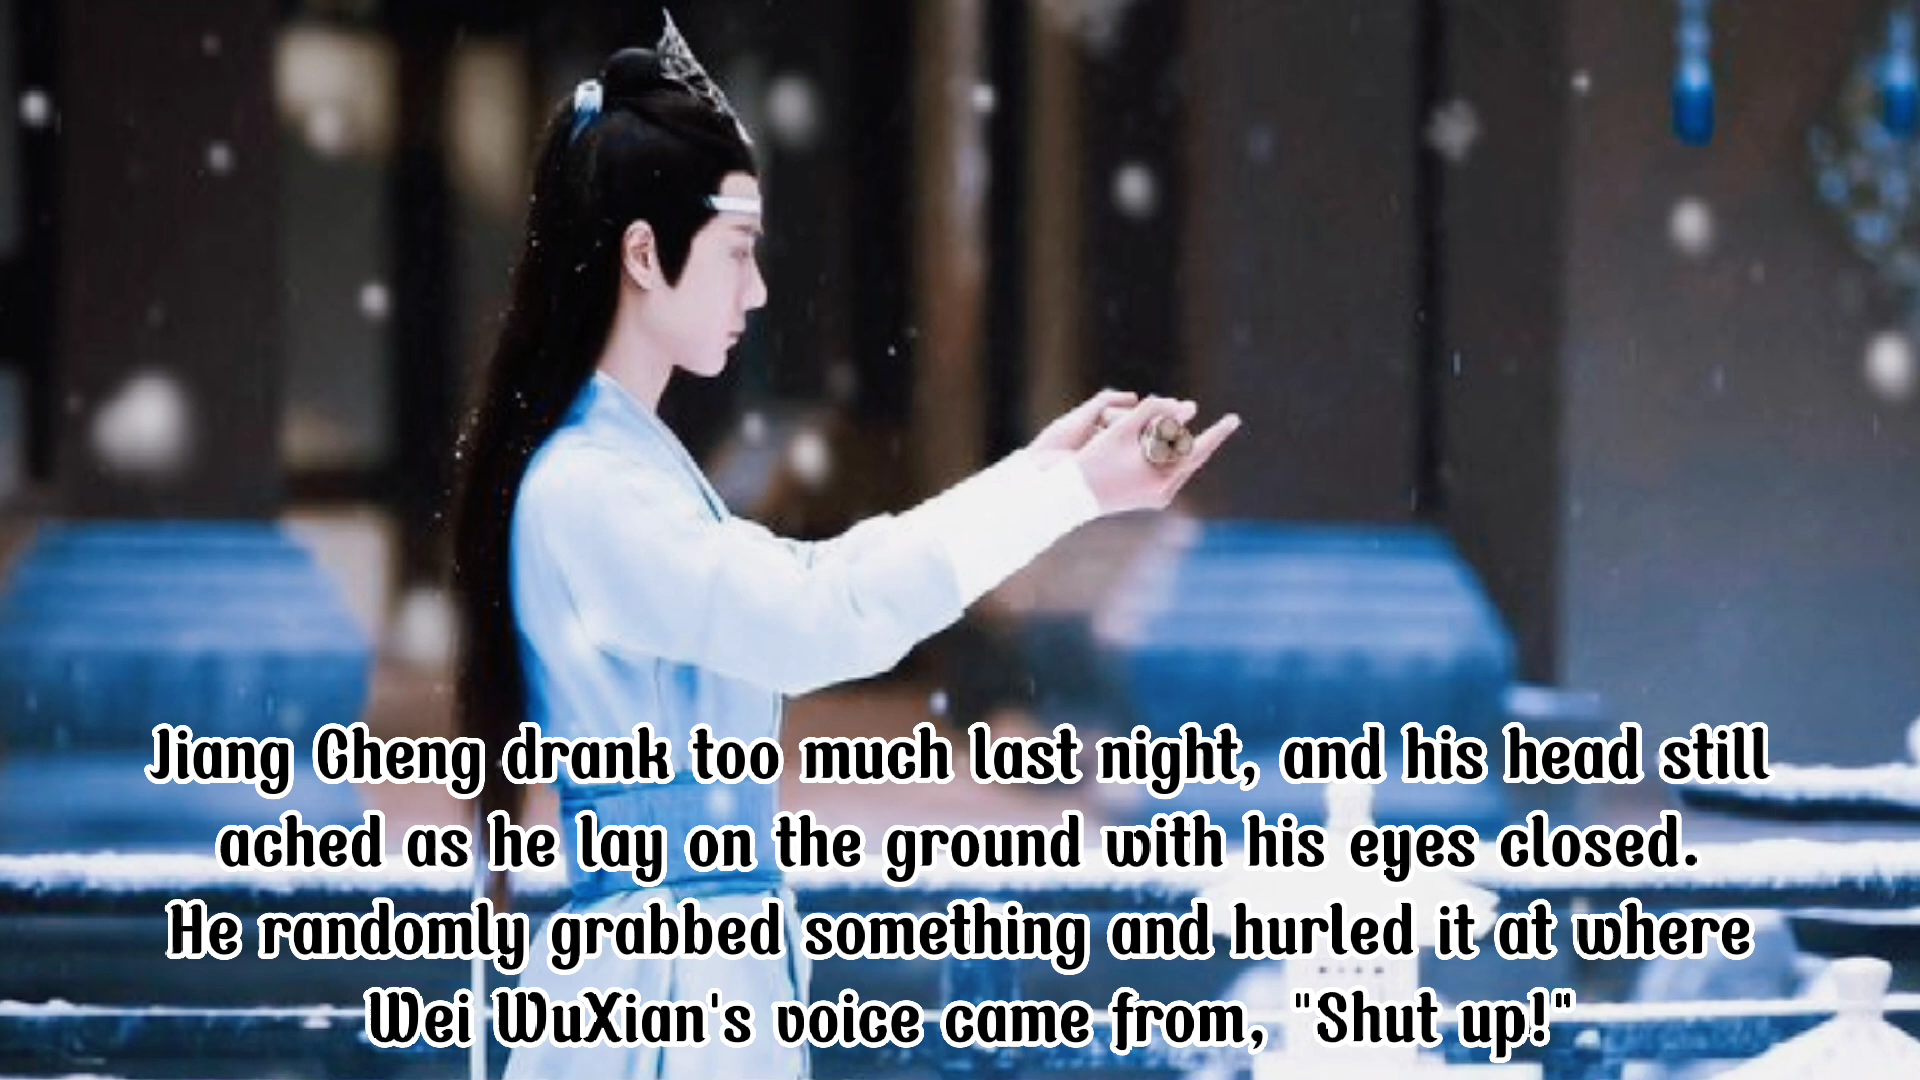 Jiang Cheng drank too much last night, and his head still
ached as he lay on the ground with his eyes closed.
He randomly grabbed something and hurled it at where
Wei WuXian's voice came from, "Shut up!"